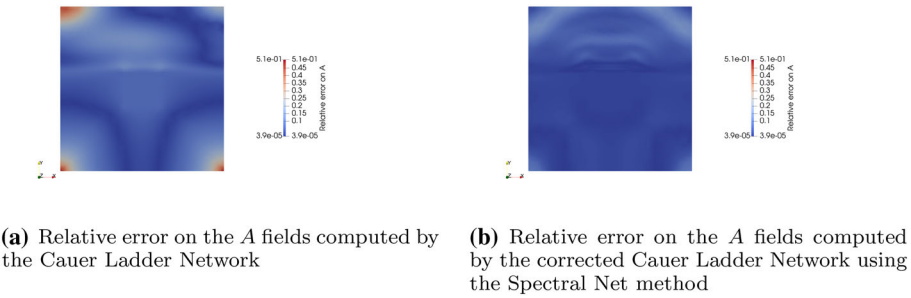 5.1e-01 5.1e-01
0.45
0.4
0.35
0.3
0.25
0.2
0.15
0.1
3.9e-05 3.9e-05
Relative error on A
Y
Z X
5.1e-01 5.1e-01
0.45
0.4
0.35
0.3
0.25
0.2
0.15
0.1
3.9e-05 3.9e-05
Relative error on A
Y
Z X
(a) Relative error on the A fields computed by
the Cauer Ladder Network
(b) Relative error on the A fields computed
by the corrected Cauer Ladder Network using
the Spectral Net method